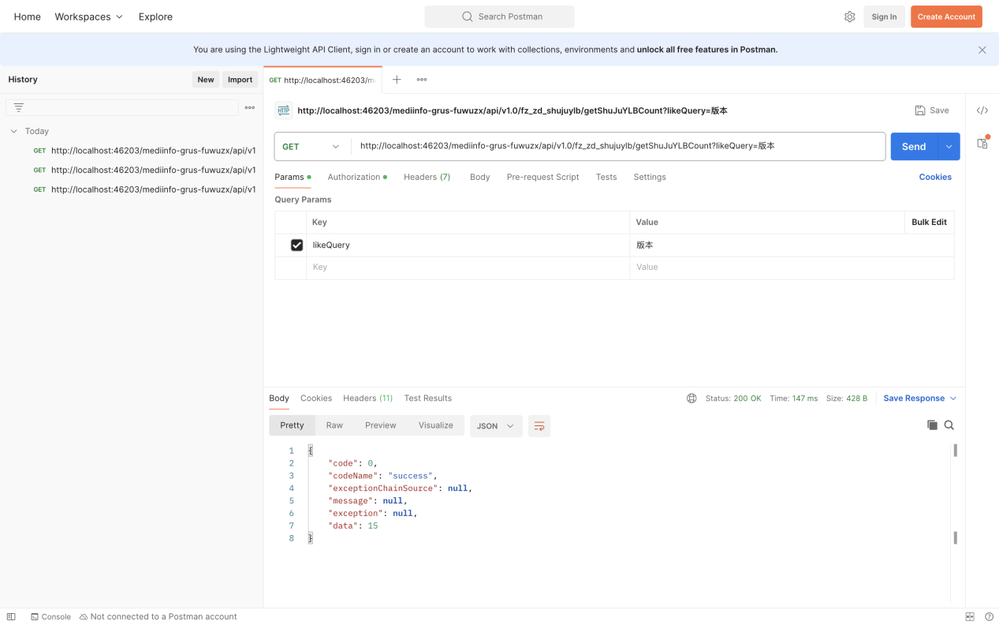 Home Workspaces Explore Search Postman Sign In Create Account
You are using the Lightweight API Client, sign in or create an account to work with collections, environments and unlock all free features in Postman.
History New Import GET http://localhost:46203/m
HTTP http://localhost:46203/mediinfo-grus-fuwuzx/api/v1.0/fz_zd_shujuylb/getShuJuYLBCount?likeQuery=版本 Save
Today
GET http://localhost:46203/mediinfo-grus-fuwuzx/api/v1
GET http://localhost:46203/mediinfo-grus-fuwuzx/api/v1
GET http://localhost:46203/mediinfo-grus-fuwuzx/api/v1
GET http://localhost:46203/mediinfo-grus-fuwuzx/api/v1.0/fz_zd_shujuylb/getShuJuYLBCount?likeQuery=版本 Send
Params Authorization Headers (7) Body Pre-request Script Tests Settings Cookies
Query Params
Key Value Bulk Edit
likeQuery 版本
Key Value
Body Cookies Headers (11) Test Results Status: 200 OK Time: 147 ms Size: 428 B Save Response
Pretty Raw Preview Visualize JSON
1 {
2 "code": 0,
3 "codeName": "success",
4 "exceptionChainSource": null,
5 "message": null,
6 "exception": null,
7 "data": 15
8 }
Console Not connected to a Postman account